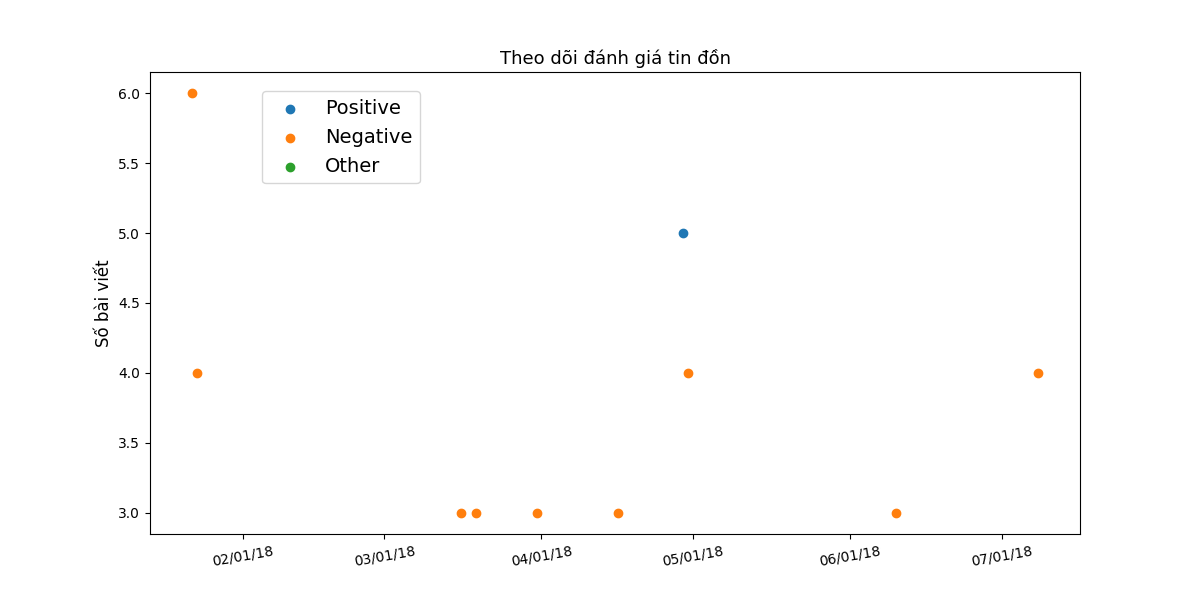 Theo dõi đánh giá tin đồn
Positive
Negative
Other
Số bài viết
6.0
5.5
5.0
4.5
4.0
3.5
3.0
02/01/18
03/01/18
04/01/18
05/01/18
06/01/18
07/01/18